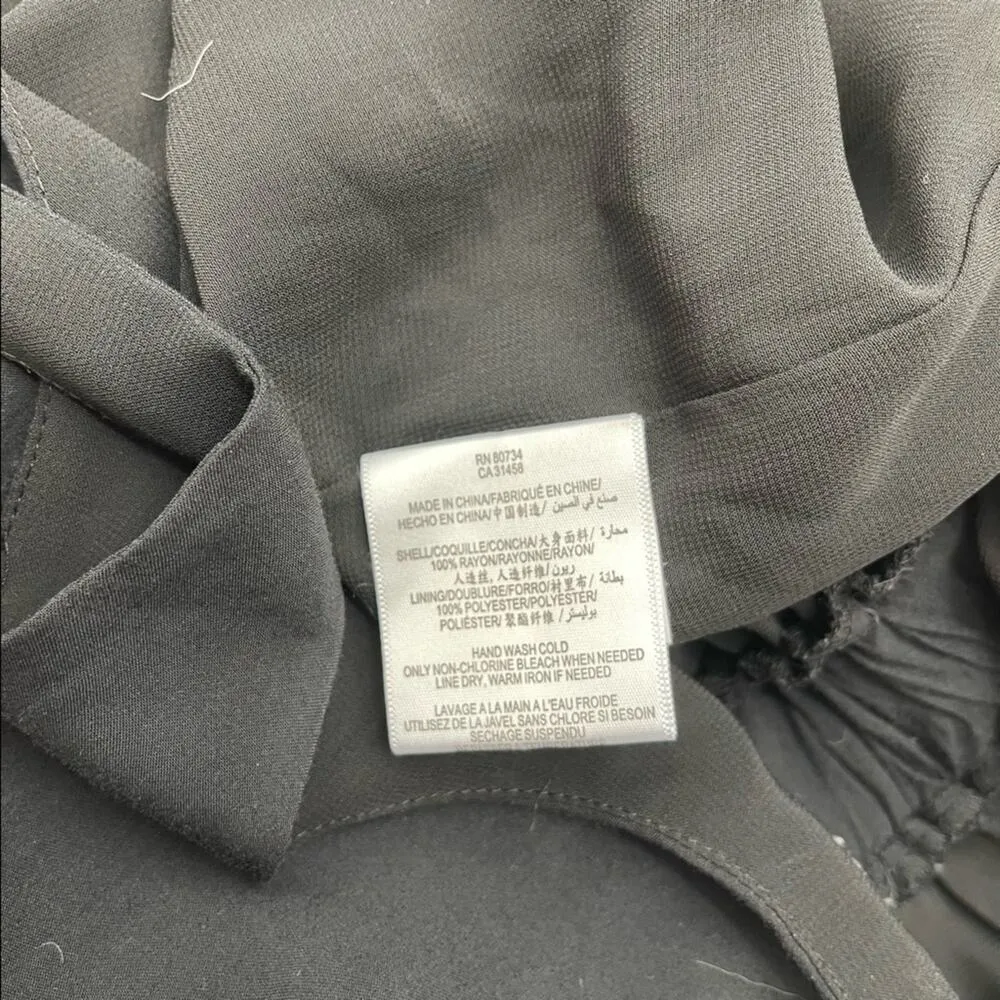 RN 80734
CA 31458
MADE IN CHINA/FABRIQUÉ EN CHINE/
HECHO EN CHINA/中国制造/ صنع في الصين
SHELL/COQUILLE/CONCHA/大身面料/ محارة
100% RAYON/RAYONNE/RAYON/
人造丝, 人造纤维/ ريون
LINING/DOUBLURE/FORRO/衬里布/ بطانة
100% POLYESTER/POLYESTER/
POLIÉSTER/ 聚酯纤维 / بوليستر
HAND WASH COLD
ONLY NON-CHLORINE BLEACH WHEN NEEDED
LINE DRY, WARM IRON IF NEEDED
LAVAGE A LA MAIN A L'EAU FROIDE
UTILISEZ DE LA JAVEL SANS CHLORE SI BESOIN
SECHAGE SUSPENDU